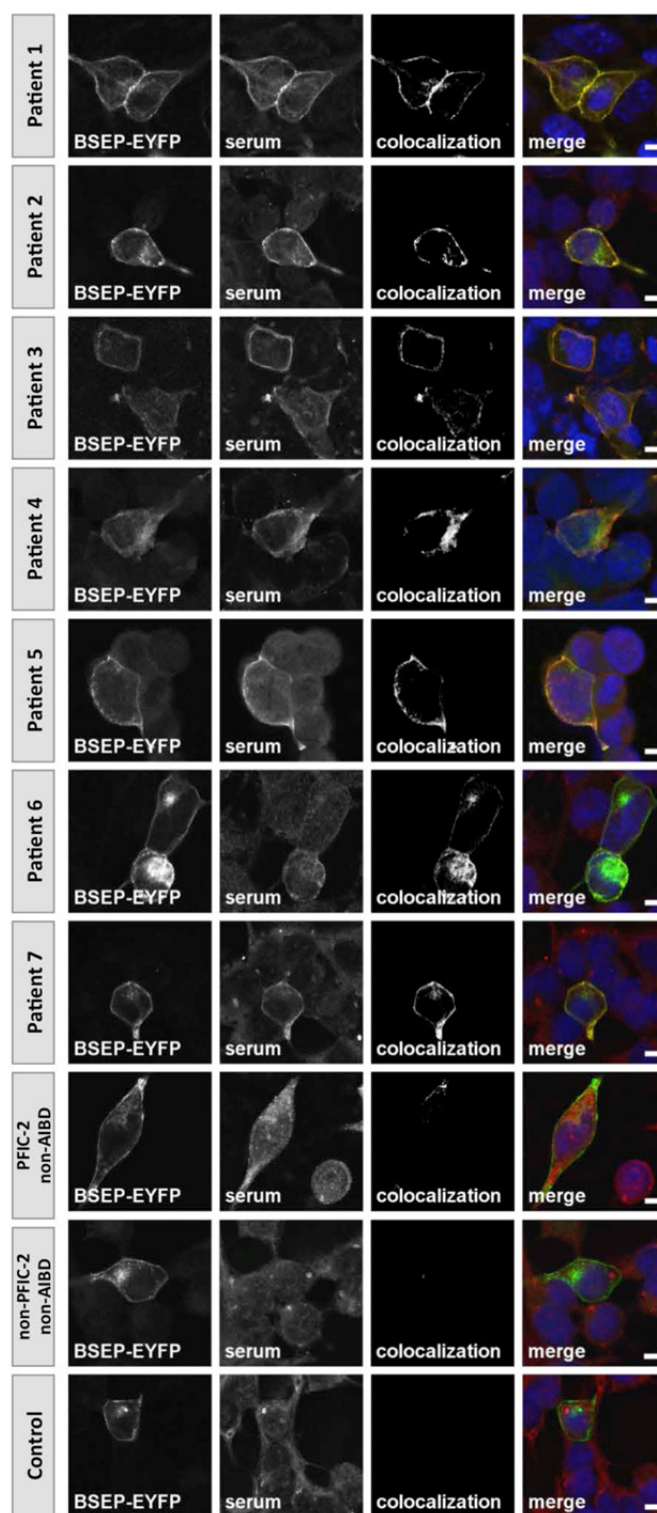 Patient 1
BSEP-EYFP serum colocalization merge
Patient 2
BSEP-EYFP serum colocalization merge
Patient 3
BSEP-EYFP serum colocalization merge
Patient 4
BSEP-EYFP serum colocalization merge
Patient 5
BSEP-EYFP serum colocalization merge
Patient 6
BSEP-EYFP serum colocalization merge
Patient 7
BSEP-EYFP serum colocalization merge
PFIC-2
non-AIBD
BSEP-EYFP serum colocalization merge
non-PFIC-2
non-AIBD
BSEP-EYFP serum colocalization merge
Control
BSEP-EYFP serum colocalization merge